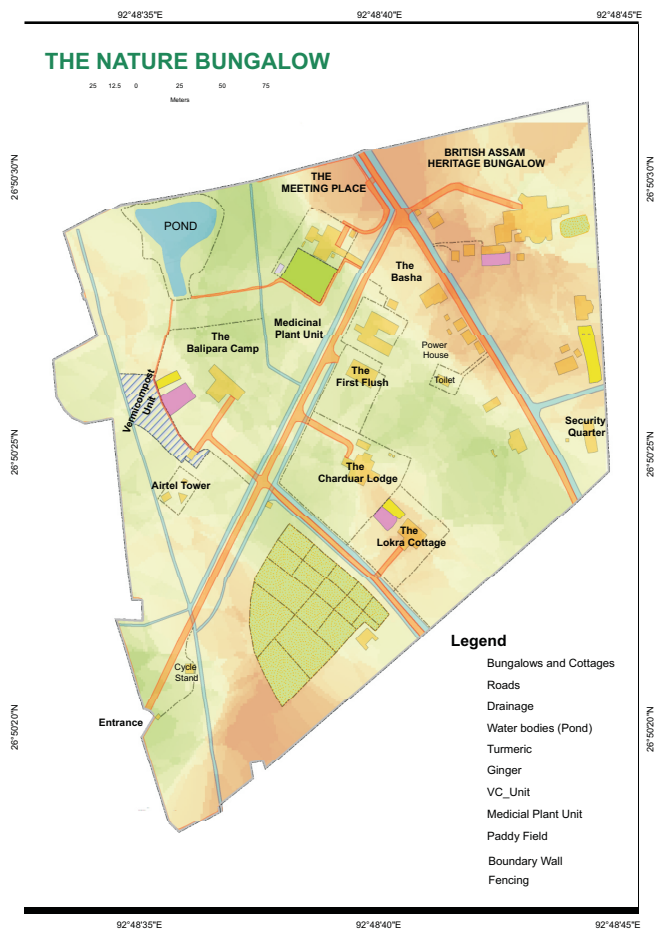 92°48'35"E 92°48'40"E 92°48'45"E
THE NATURE BUNGALOW
25 12.5 0 25 50 75
Meters
26°50'30"N
26°50'30"N
BRITISH ASSAM
HERITAGE BUNGALOW
THE
MEETING PLACE
POND
The
Basha
Medicinal
Plant Unit
The
Balipara Camp
Power
House
The
First Flush
Toilet
Vermicompost
Unit
Security
Quarter
26°50'25"N
26°50'25"N
The
Charduar Lodge
Airtel Tower
The
Lokra Cottage
Cycle
Stand
Entrance
26°50'20"N
26°50'20"N
Legend
Bungalows and Cottages
Roads
Drainage
Water bodies (Pond)
Turmeric
Ginger
VC_Unit
Medicial Plant Unit
Paddy Field
Boundary Wall
Fencing
92°48'35"E 92°48'40"E 92°48'45"E